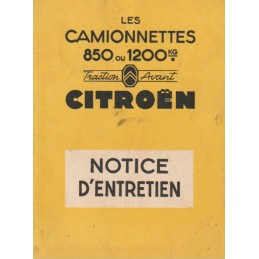 LES
CAMIONNETTES
850 OU 1200 KG
Traction Avant
CITROËN
NOTICE
D'ENTRETIEN